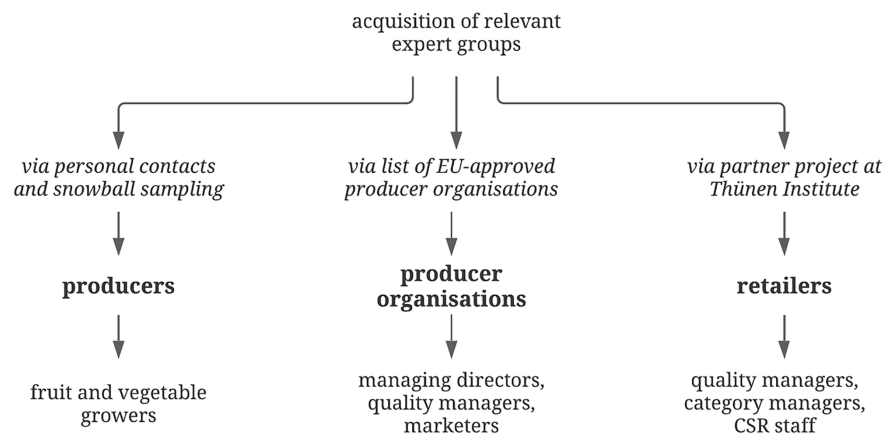 acquisition of relevant
expert groups
via personal contacts
and snowball sampling
via list of EU-approved
producer organisations
via partner project at
Thünen Institute
producers
producer
organisations
retailers
fruit and vegetable
growers
managing directors,
quality managers,
marketers
quality managers,
category managers,
CSR staff